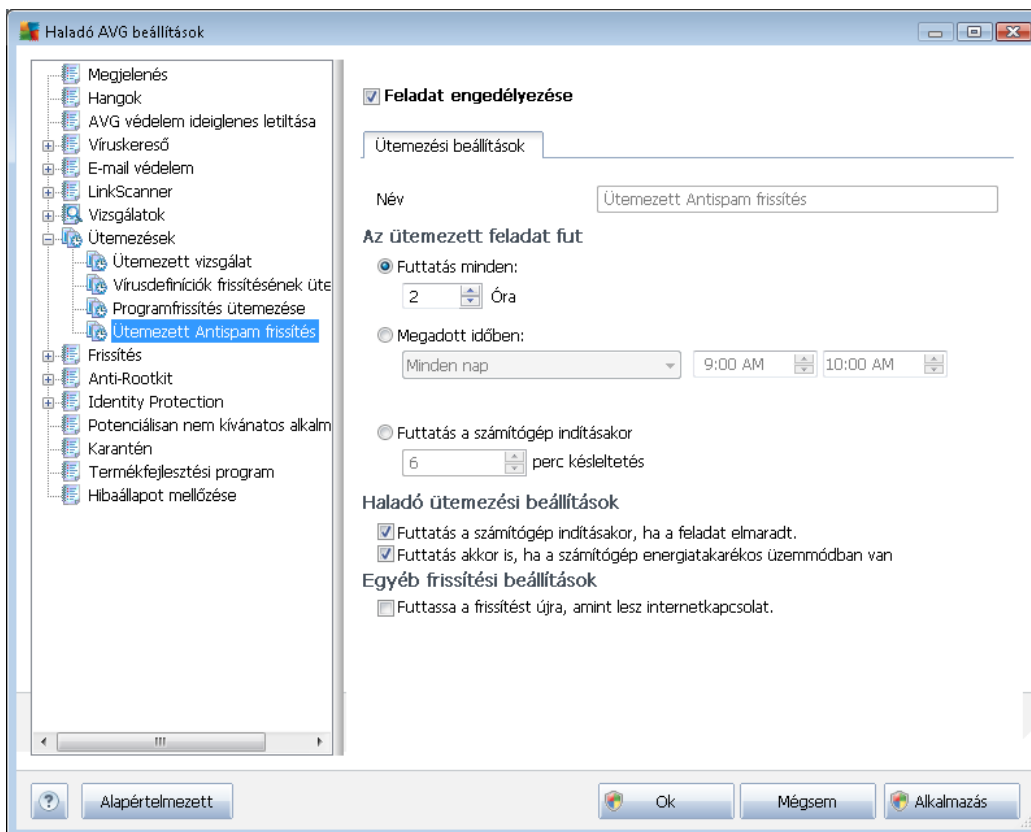 Haladó AVG beállítások
Megjelenés
Hangok
AVG védelem ideiglenes letiltása
Víruskereső
E-mail védelem
LinkScanner
Vizsgálatok
Ütemezések
Ütemezett vizsgálat
Vírusdefiníciók frissítésének üte
Programfrissítés ütemezése
Ütemezett Antispam frissítés
Frissítés
Anti-Rootkit
Identity Protection
Potenciálisan nem kívánatos alkalm
Karantén
Termékfejlesztési program
Hibaállapot mellőzése
Feladat engedélyezése
Ütemezési beállítások
Név Ütemezett Antispam frissítés
Az ütemezett feladat fut
Futtatás minden:
2 Óra
Megadott időben:
Minden nap 9:00 AM 10:00 AM
Futtatás a számítógép indításakor
6 perc késleltetés
Haladó ütemezési beállítások
Futtatás a számítógép indításakor, ha a feladat elmaradt.
Futtatás akkor is, ha a számítógép energiatakarékos üzemmódban van
Egyéb frissítési beállítások
Futtassa a frissítést újra, amint lesz internetkapcsolat.
? Alapértelmezett Ok Mégsem Alkalmazás